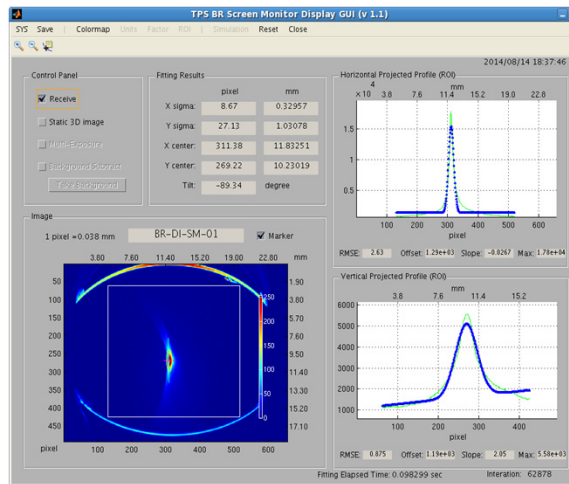 TPS BR Screen Monitor Display GUI (v 1.1)
SYS Save Colormap Units Factor ROI Simulation Reset Close
2014/08/14 18:37:46
Control Panel
Receive
Static 3D image
Multi-Exposure
Background Subtract
Take Background
Fitting Results
pixel mm
X sigma: 8.67 0.32957
Y sigma: 27.13 1.03078
X center: 311.38 11.83251
Y center: 269.22 10.23019
Tilt: -89.34 degree
Horizontal Projected Profile (ROI)
mm
×10 4 3.8 7.6 11.4 15.2 19.0 22.8
1.5
1
0.5
100 200 300 400 500 600
pixel
RMSE: 2.63 Offset: 1.29e+03 Slope: -0.0267 Max: 1.78e+04
Image
1 pixel =0.038 mm BR-DI-SM-01 Marker
3.80 7.60 11.40 15.20 19.00 22.80 mm
50 1.90
100 3.80
150 5.70
200 7.60
250 9.50
300 11.40
350 13.30
400 15.20
450 17.10
250
200
150
100
50
0
pixel 100 200 300 400 500 600
Vertical Projected Profile (ROI)
mm
3.8 7.6 11.4 15.2
6000
5000
4000
3000
2000
1000
100 200 300 400
pixel
RMSE: 0.875 Offset: 1.19e+03 Slope: 2.05 Max: 5.58e+03
Fitting Elapsed Time: 0.098299 sec Interation: 62878